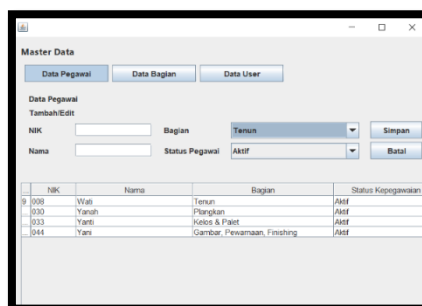 Master Data
Data Pegawai Data Bagian Data User
Data Pegawai
Tambah/Edit
NIK Bagian Tenun Simpan
Nama Status Pegawai Aktif Batal
... NIK Nama Bagian Status Kepegawaian
9 008 Wati Tenun Aktif
... 030 Yanah Plangkan Aktif
... 033 Yanti Kelos & Palet Aktif
... 044 Yani Gambar, Pewarnaan, Finishing Aktif